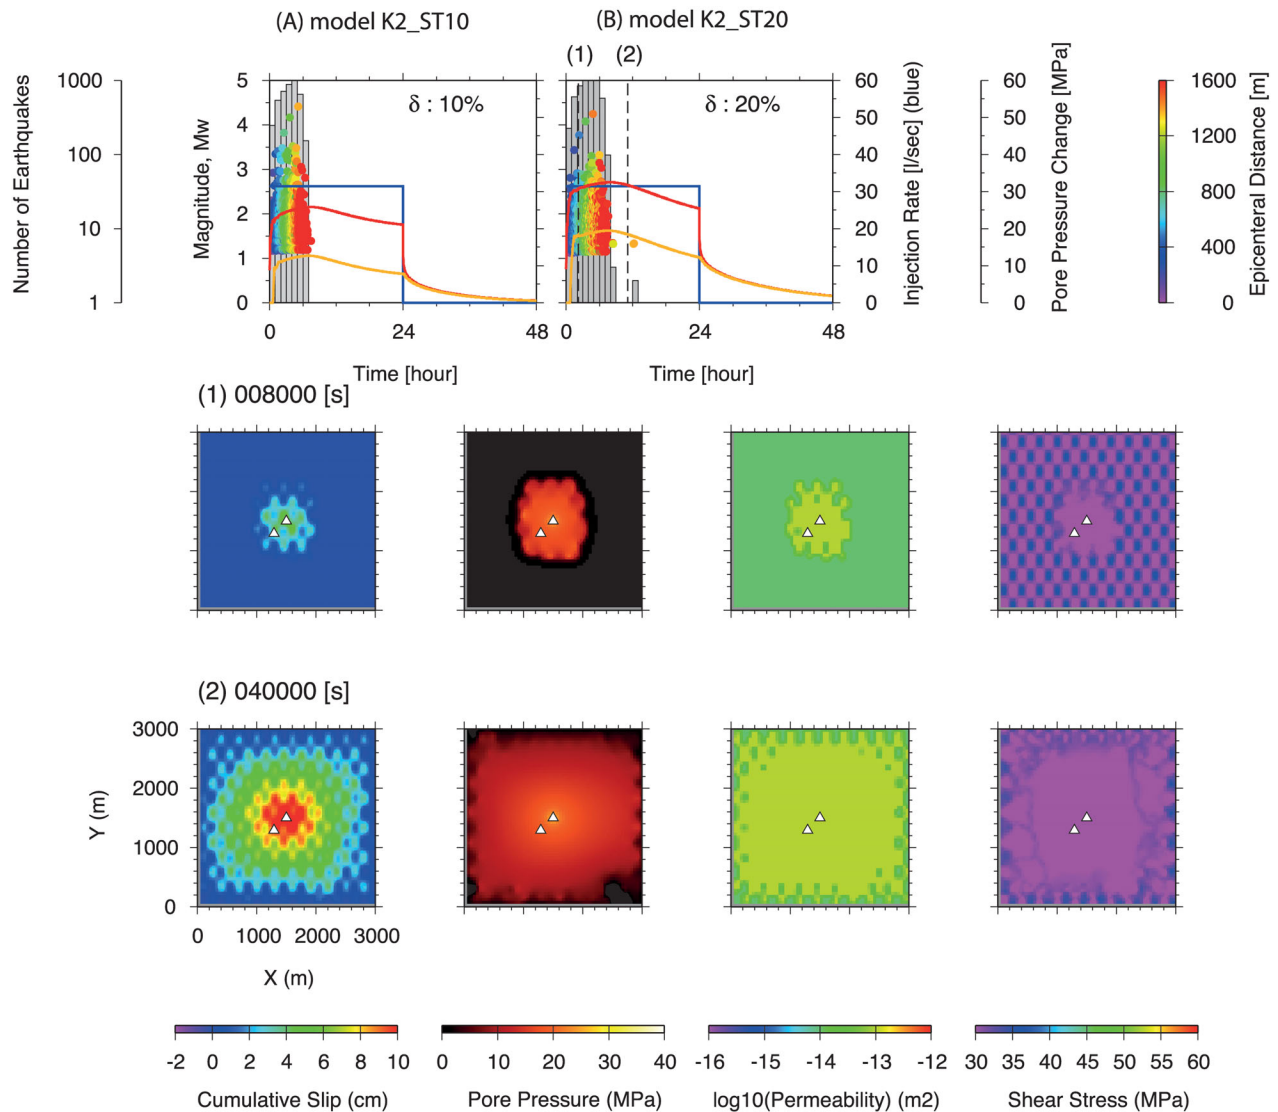 (A) model K2_ST10
(B) model K2_ST20
(1) (2)
Number of Earthquakes
1000
100
10
1
Magnitude, Mw
5
4
3
2
1
0
δ : 10%
0 24 48
Time [hour]
δ : 20%
0 24 48
Time [hour]
60
50
40
30
20
10
0
Injection Rate [l/sec] (blue)
60
50
40
30
20
10
0
Pore Pressure Change [MPa]
1600
1200
800
400
0
Epicenteral Distance [m]
(1) 008000 [s]
(2) 040000 [s]
3000
2000
1000
0
Y (m)
0 1000 2000 3000
X (m)
-2 0 2 4 6 8 10
Cumulative Slip (cm)
0 10 20 30 40
Pore Pressure (MPa)
-16 -15 -14 -13 -12
log10(Permeability) (m2)
30 35 40 45 50 55 60
Shear Stress (MPa)